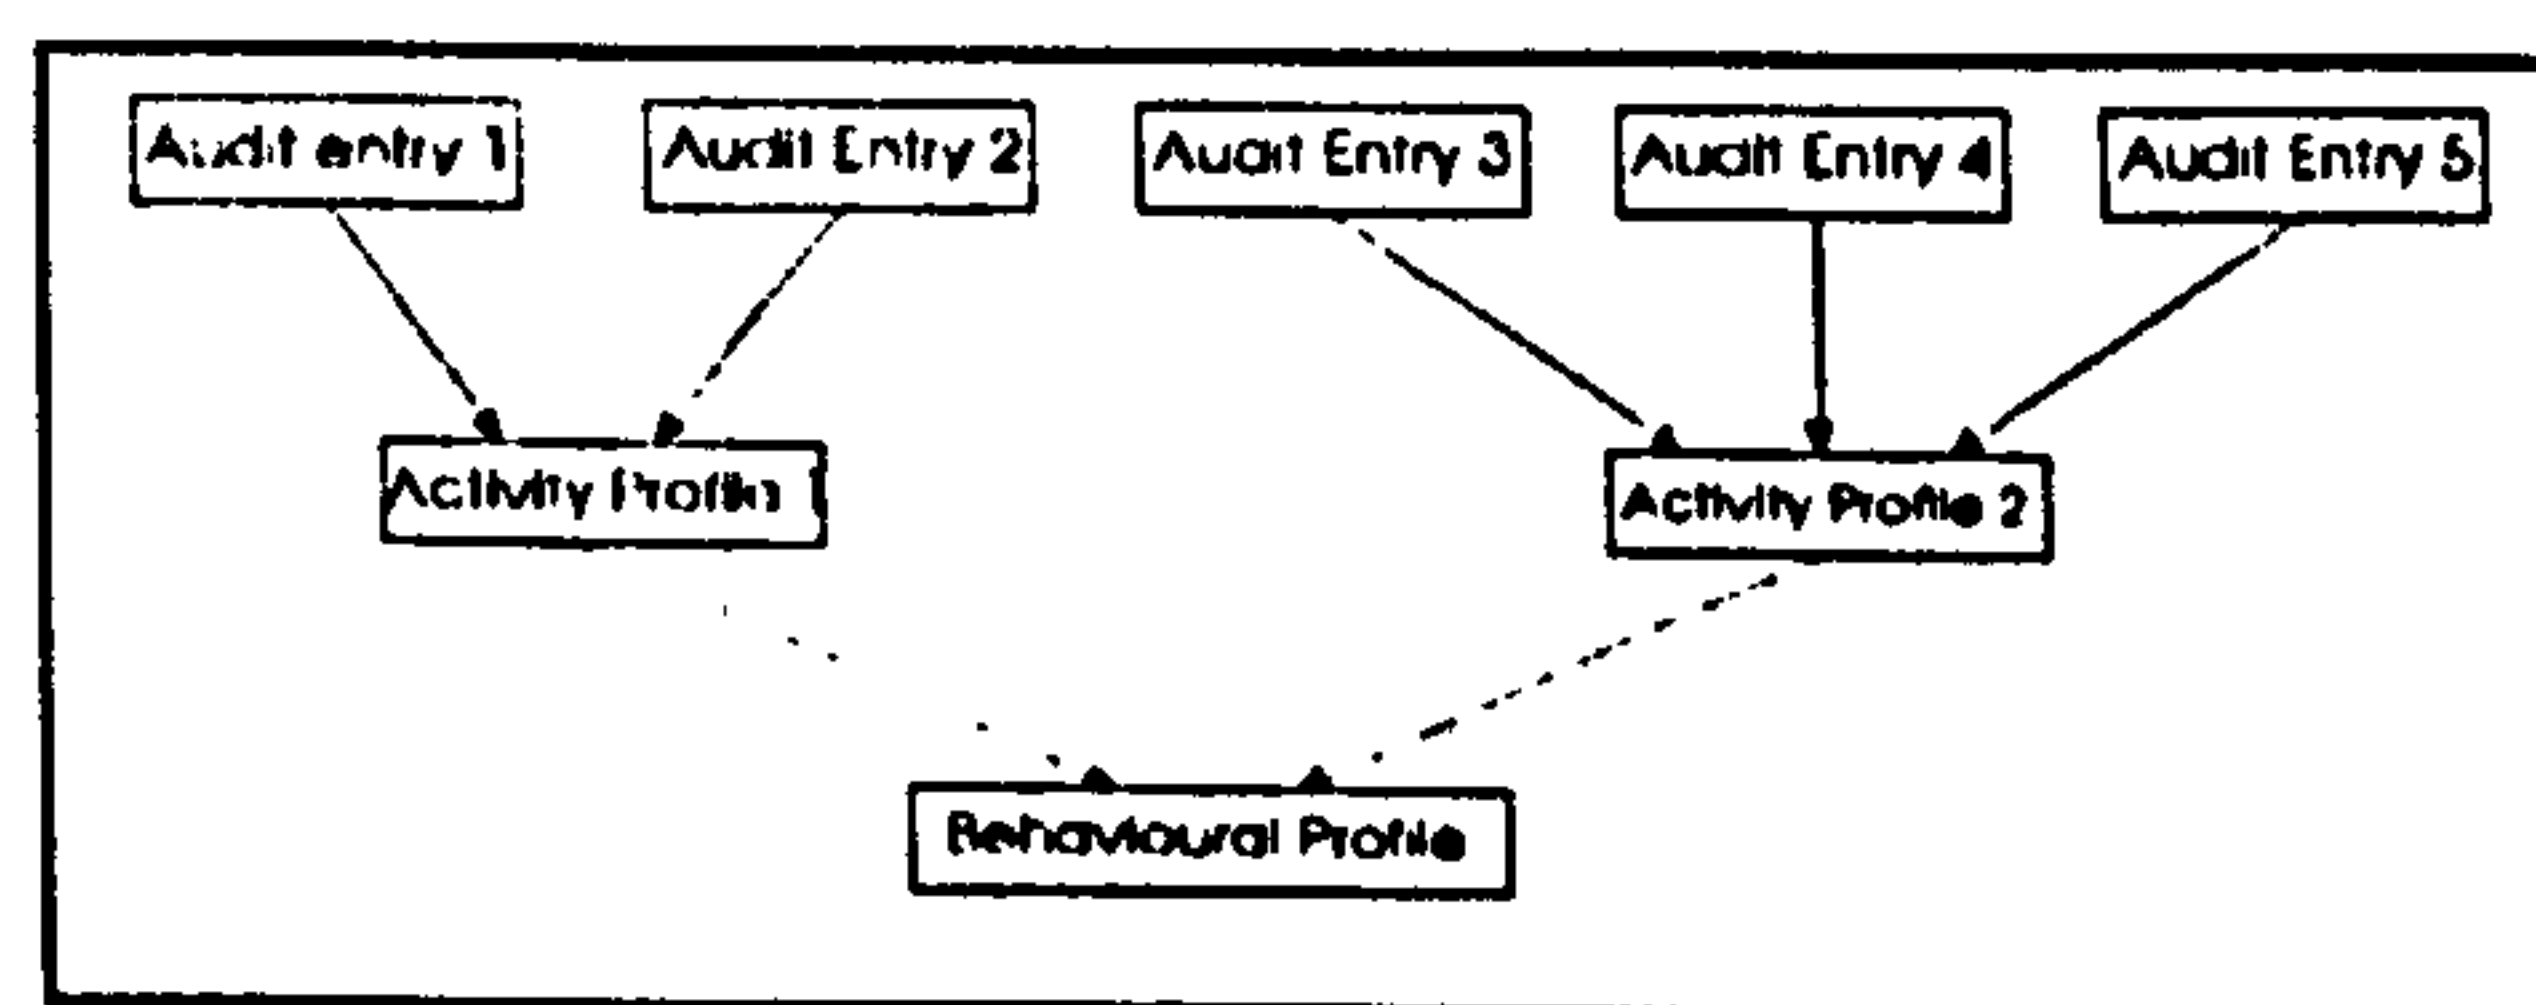 Audit entry 1
Audit Entry 2
Audit Entry 3
Audit Entry 4
Audit Entry 5
Activity Profile 1
Activity Profile 2
Behavioural Profile